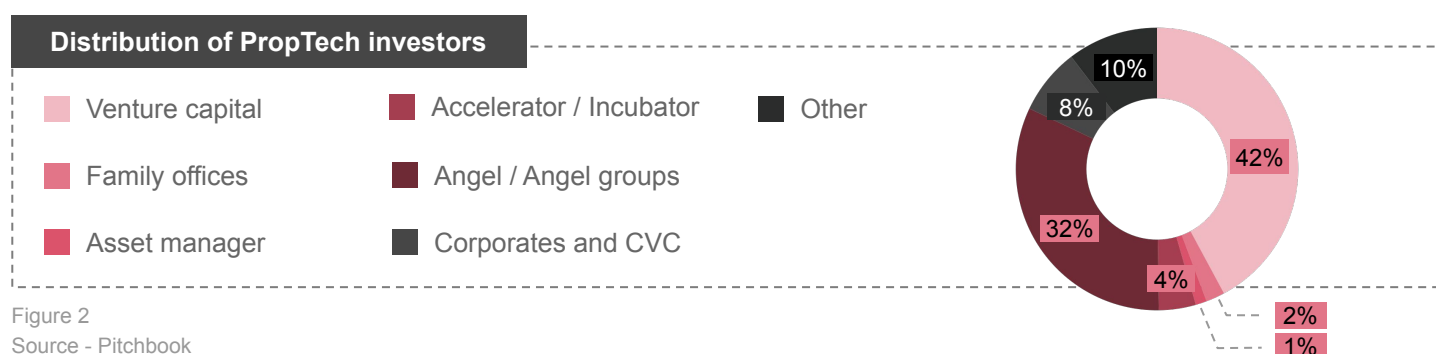 Distribution of PropTech investors
Venture capital
Accelerator / Incubator
Other
Family offices
Angel / Angel groups
Asset manager
Corporates and CVC
10%
8%
42%
32%
4%
2%
1%
Figure 2
Source - Pitchbook